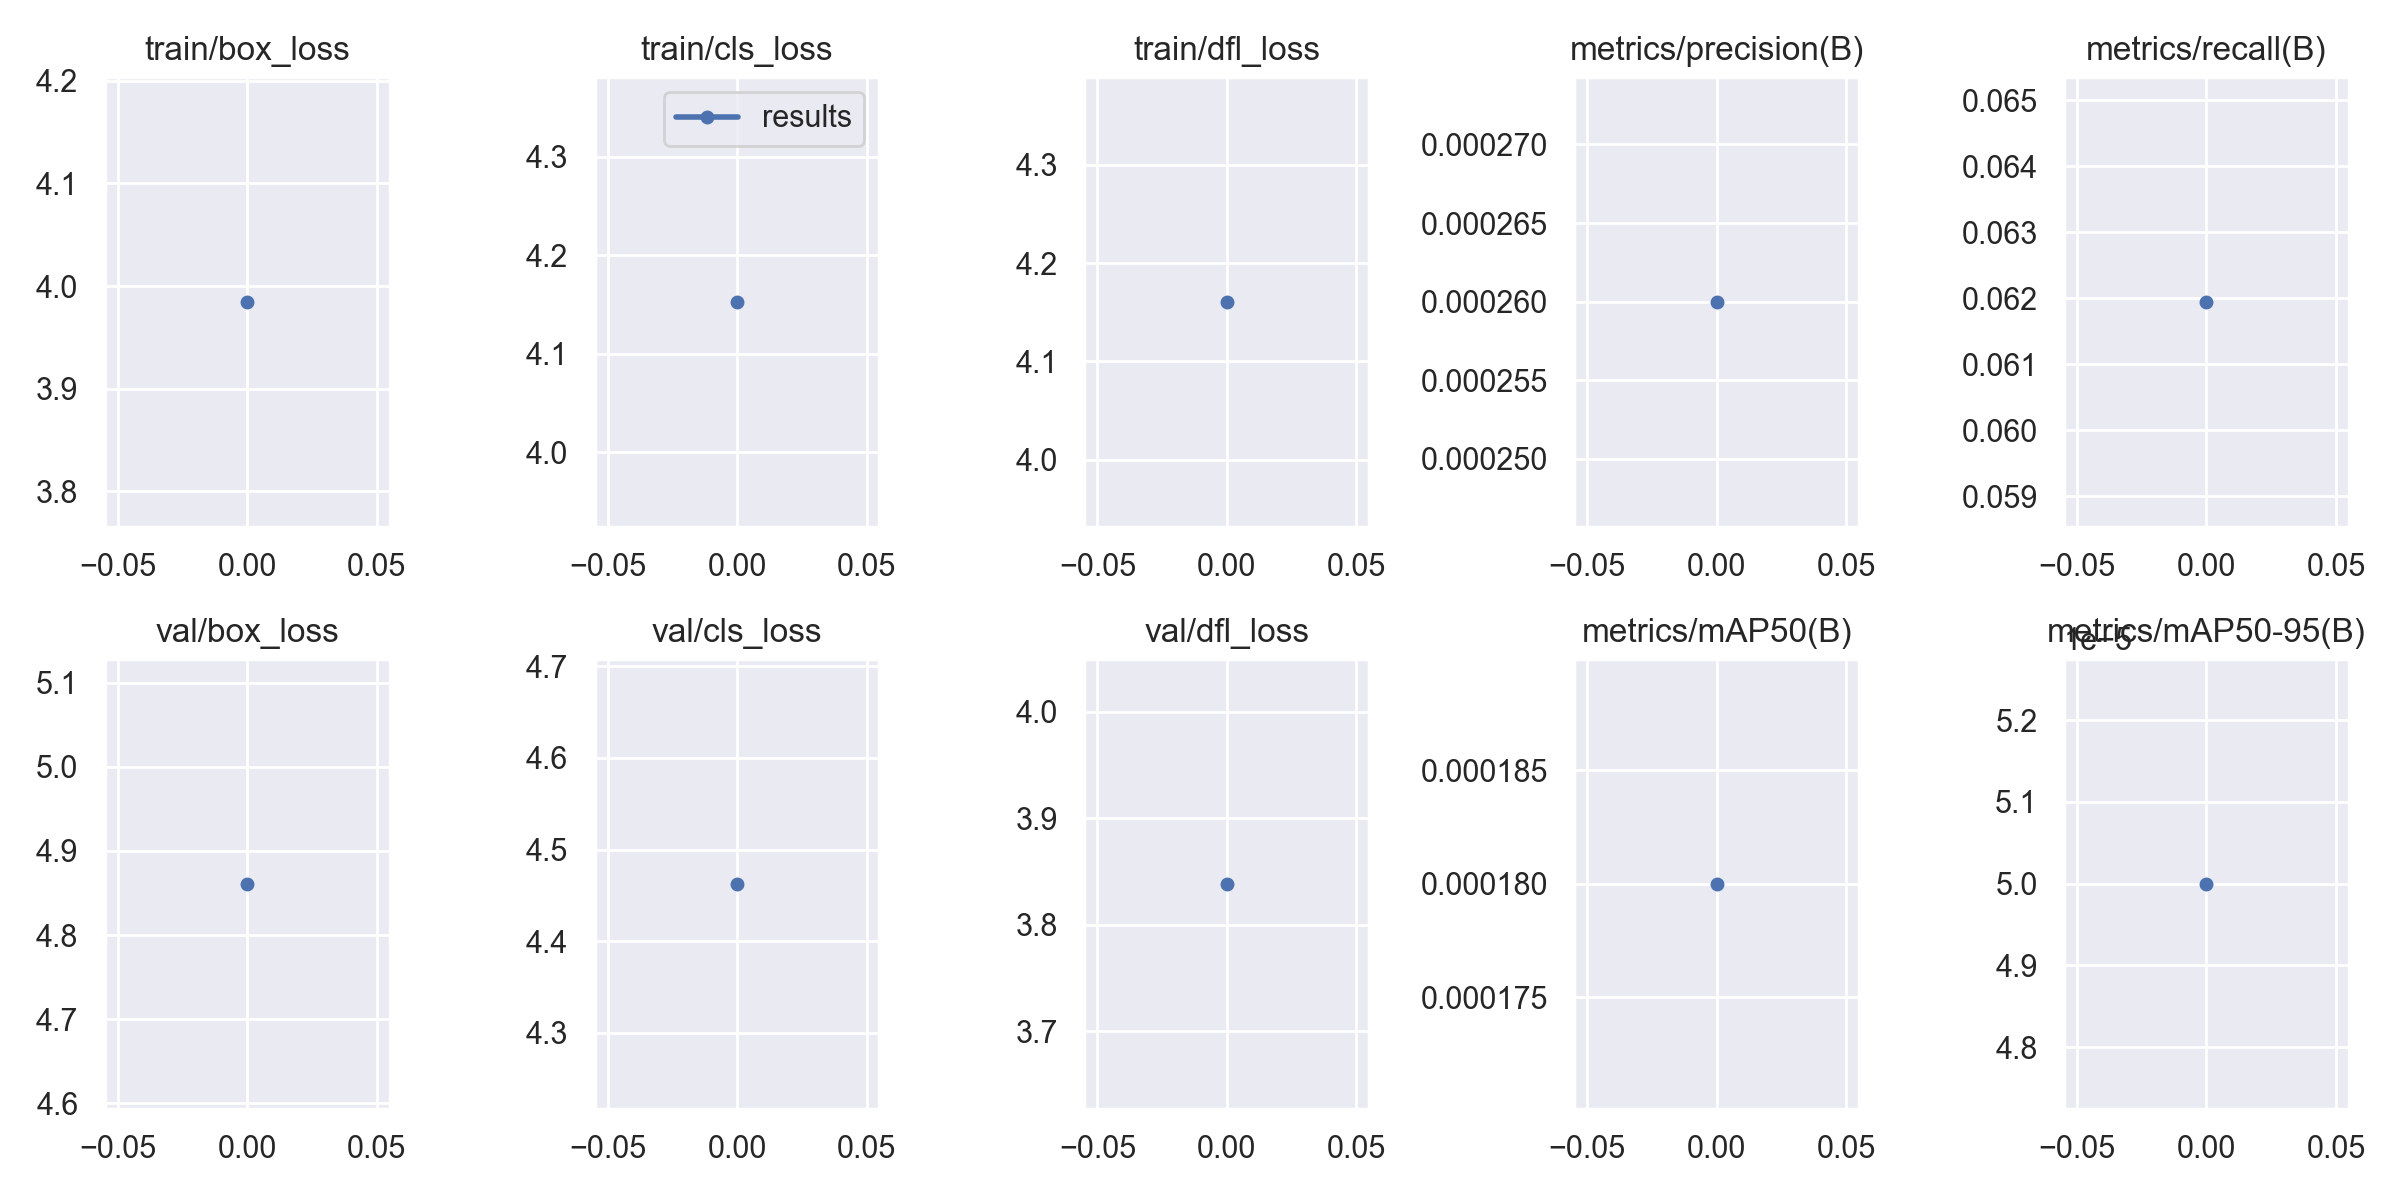 train/box_loss
4.2
4.1
4.0
3.9
3.8
−0.05 0.00 0.05
train/cls_loss
results
4.3
4.2
4.1
4.0
−0.05 0.00 0.05
train/dfl_loss
4.3
4.2
4.1
4.0
−0.05 0.00 0.05
metrics/precision(B)
0.000270
0.000265
0.000260
0.000255
0.000250
−0.05 0.00 0.05
metrics/recall(B)
0.065
0.064
0.063
0.062
0.061
0.060
0.059
−0.05 0.00 0.05
val/box_loss
5.1
5.0
4.9
4.8
4.7
4.6
−0.05 0.00 0.05
val/cls_loss
4.7
4.6
4.5
4.4
4.3
−0.05 0.00 0.05
val/dfl_loss
4.0
3.9
3.8
3.7
−0.05 0.00 0.05
metrics/mAP50(B)
0.000185
0.000180
0.000175
−0.05 0.00 0.05
metrics/mAP50-95(B)
1e−5
5.2
5.1
5.0
4.9
4.8
−0.05 0.00 0.05